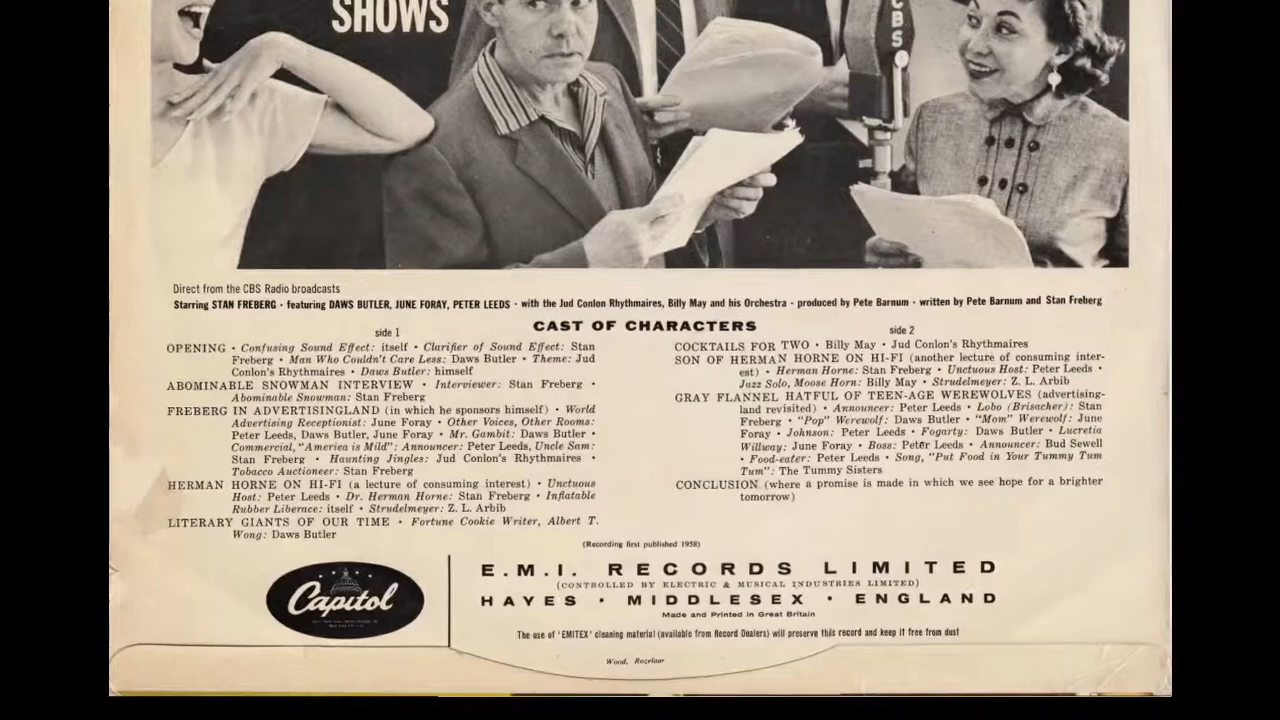 SHOWS
CBS
Direct from the CBS Radio broadcasts
Starring STAN FREBERG · featuring DAWS BUTLER, JUNE FORAY, PETER LEEDS · with the Jud Conlon Rhythmaires, Billy May and his Orchestra · produced by Pete Barnum · written by Pete Barnum and Stan Freberg
CAST OF CHARACTERS
side 1
OPENING • Confusing Sound Effect: itself • Clarifier of Sound Effect: Stan
Freberg • Man Who Couldn't Care Less: Daws Butler • Theme: Jud
Conlon's Rhythmaires • Daws Butler: himself
ABOMINABLE SNOWMAN INTERVIEW • Interviewer: Stan Freberg •
Abominable Snowman: Stan Freberg
FREBERG IN ADVERTISINGLAND (in which he sponsors himself) • World
Advertising Receptionist: June Foray • Other Voices, Other Rooms:
Peter Leeds, Daws Butler, June Foray • Mr. Gambit: Daws Butler •
Commercial, "America is Mild": Announcer: Peter Leeds, Uncle Sam:
Stan Freberg • Haunting Jingles: Jud Conlon's Rhythmaires •
Tobacco Auctioneer: Stan Freberg
HERMAN HORNE ON HI-FI (a lecture of consuming interest) • Unctuous
Host: Peter Leeds • Dr. Herman Horne: Stan Freberg • Inflatable
Rubber Liberace: itself • Strudelmeyer: Z. L. Arbib
LITERARY GIANTS OF OUR TIME • Fortune Cookie Writer, Albert T.
Wong: Daws Butler
side 2
COCKTAILS FOR TWO • Billy May • Jud Conlon's Rhythmaires
SON OF HERMAN HORNE ON HI-FI (another lecture of consuming inter-
est) • Herman Horne: Stan Freberg • Unctuous Host: Peter Leeds •
Jazz Solo, Moose Horn: Billy May • Strudelmeyer: Z. L. Arbib
GRAY FLANNEL HATFUL OF TEEN-AGE WEREWOLVES (advertising-
land revisited) • Announcer: Peter Leeds • Lobo (Brisacher): Stan
Freberg • "Pop" Werewolf: Daws Butler • "Mom" Werewolf: June
Foray • Johnson: Peter Leeds • Fogarty: Daws Butler • Lucretia
Willway: June Foray • Boss: Peter Leeds • Announcer: Bud Sewell
• Food-eater: Peter Leeds • Song, "Put Food in Your Tummy Tum
Tum": The Tummy Sisters
CONCLUSION (where a promise is made in which we see hope for a brighter
tomorrow)
(Recording first published 1958)
Capitol
E.M.I. RECORDS LIMITED
(CONTROLLED BY ELECTRIC & MUSICAL INDUSTRIES LIMITED)
HAYES • MIDDLESEX • ENGLAND
Made and Printed in Great Britain
The use of 'EMITEX' cleaning material (available from Record Dealers) will preserve this record and keep it free from dust